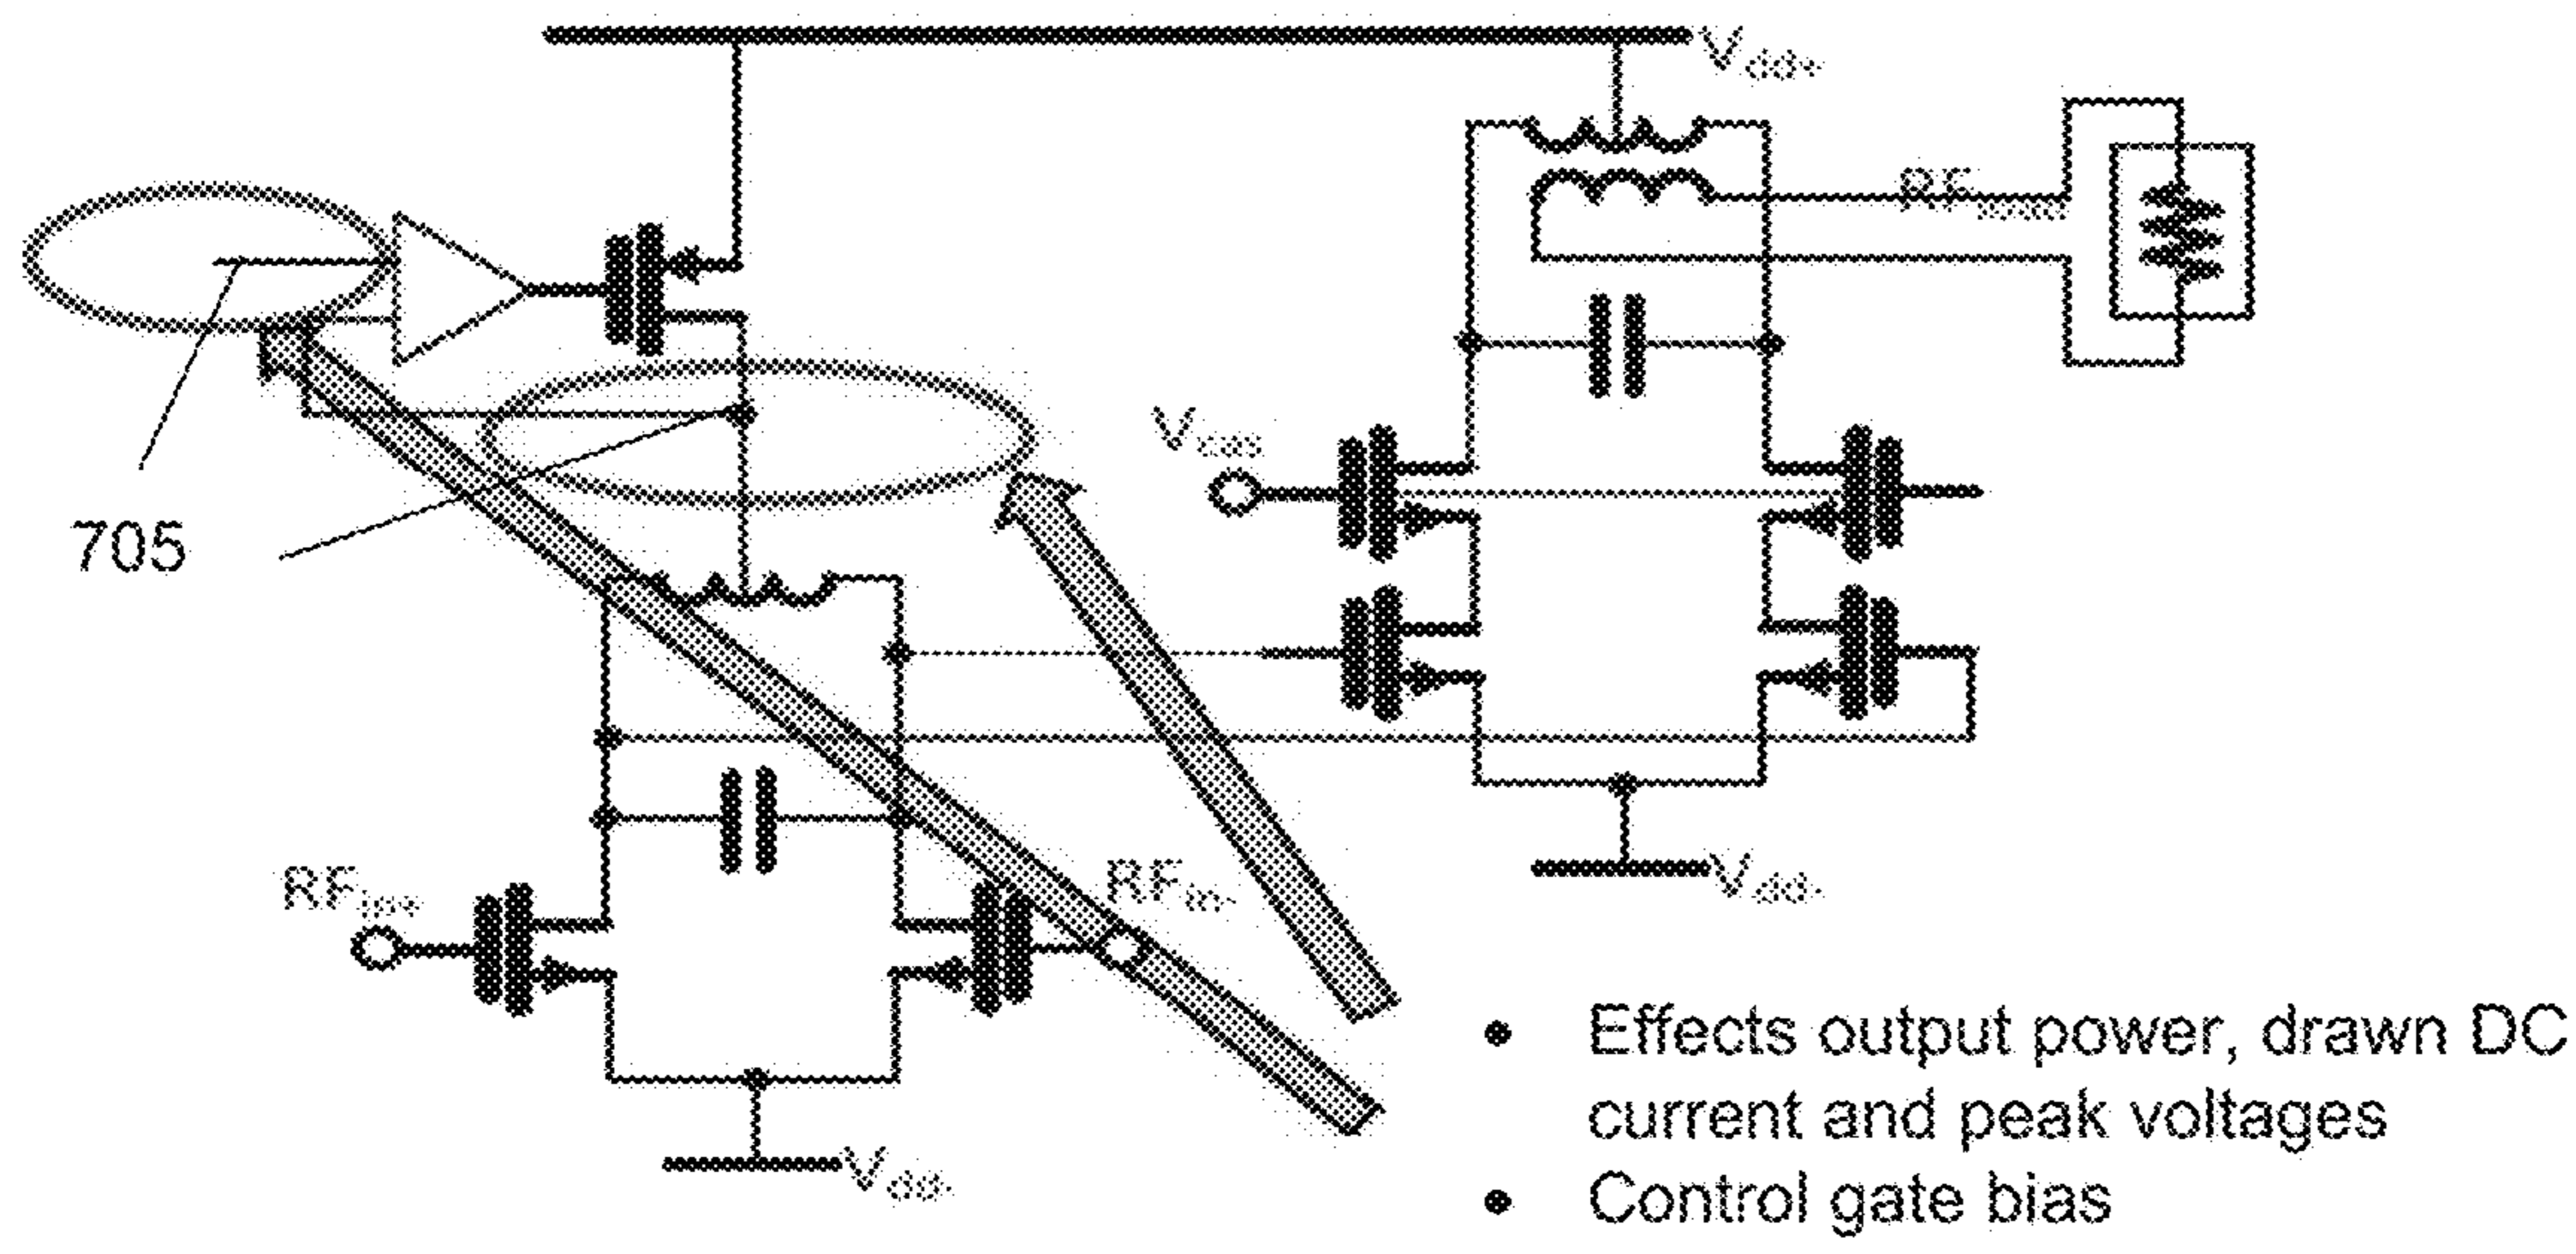 Vdd+
RF
Vcas
705
RFin+
RFin-
Vdd-
Vdd-
• Effects output power, drawn DC
current and peak voltages
• Control gate bias